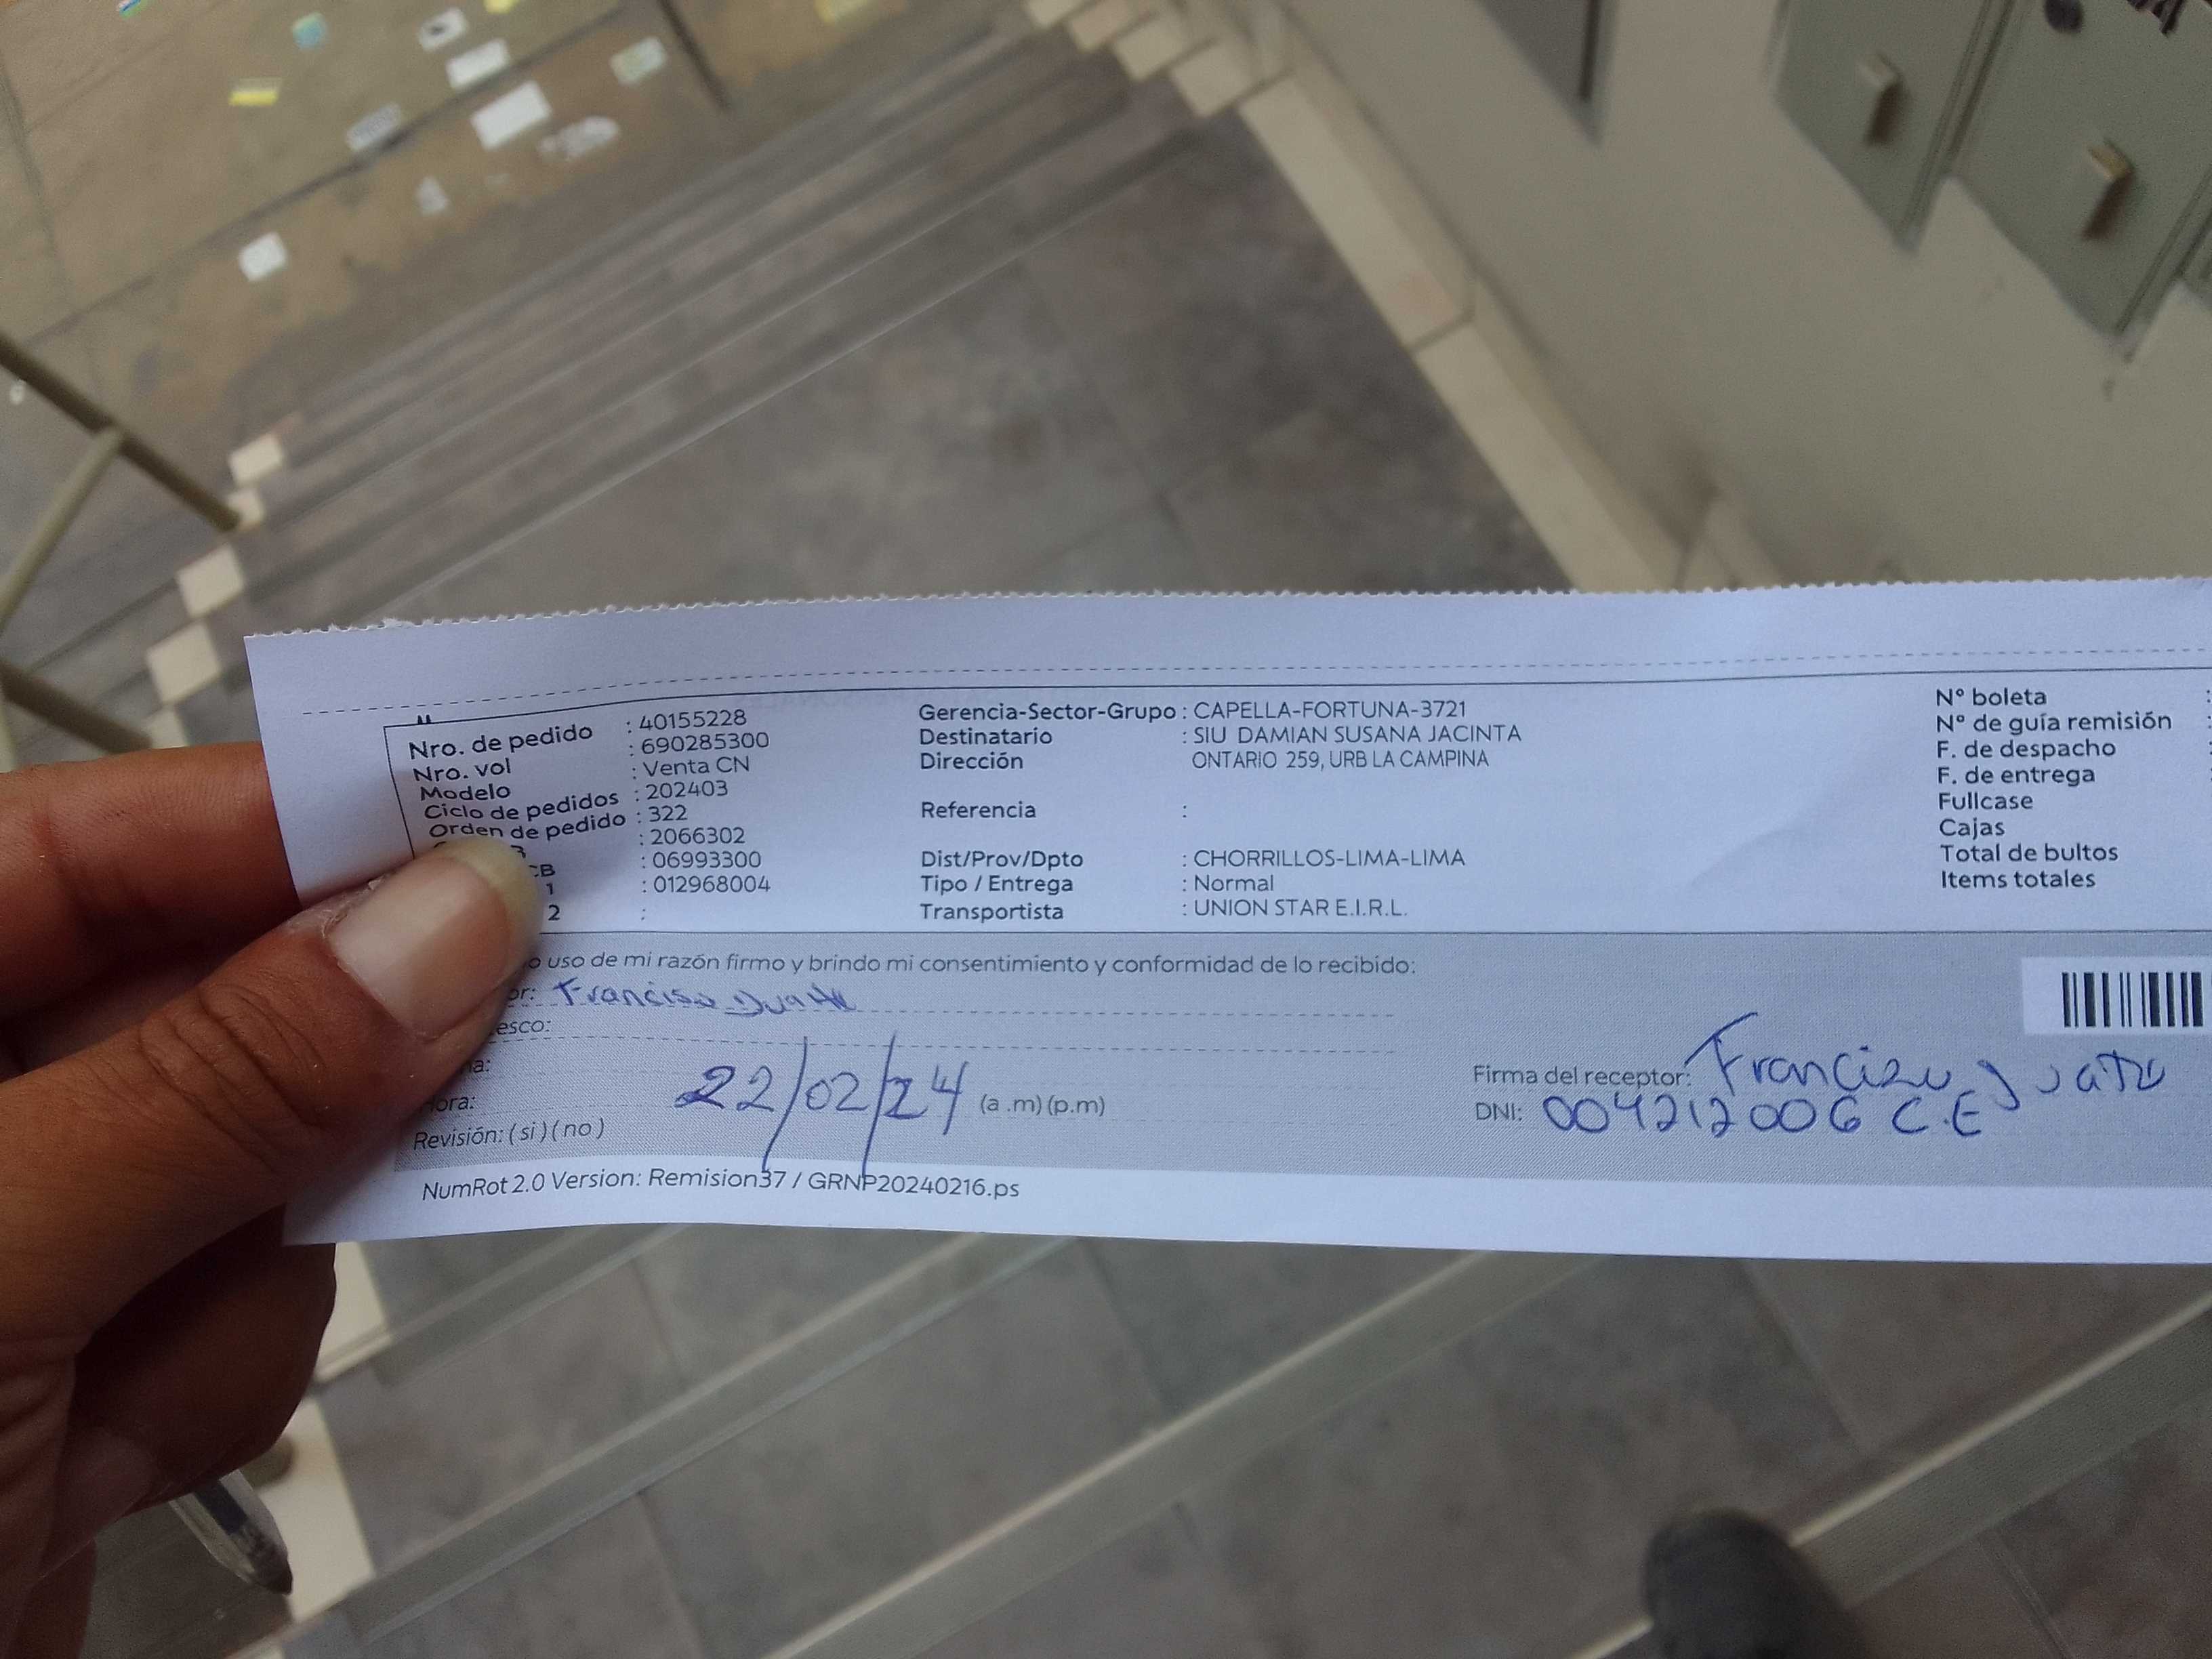 Nro. de pedido : 40155228
Nro. vol : 690285300
Modelo : Venta CN
Ciclo de pedidos : 202403
Orden de pedido : 322
: 2066302
CB : 06993300
1 : 012968004
2 :
Gerencia-Sector-Grupo : CAPELLA-FORTUNA-3721
Destinatario : SIU DAMIAN SUSANA JACINTA
Dirección ONTARIO 259, URB LA CAMPINA
Referencia :
Dist/Prov/Dpto : CHORRILLOS-LIMA-LIMA
Tipo / Entrega : Normal
Transportista : UNION STAR E.I.R.L.
N° boleta :
N° de guía remisión :
F. de despacho
F. de entrega
Fullcase
Cajas
Total de bultos
Items totales
o uso de mi razón firmo y brindo mi consentimiento y conformidad de lo recibido:
or:
esco:
na:
Hora: 22/02/24 (a .m) (p.m)
Revisión: ( si ) ( no )
Firma del receptor:
DNI: 004212006 C.E
NumRot 2.0 Version: Remision37 / GRNP20240216.ps